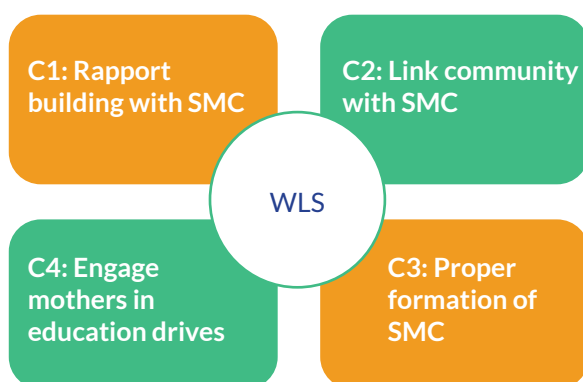 C1: Rapport
building with SMC
C2: Link community
with SMC
WLS
C4: Engage
mothers in
education drives
C3: Proper
formation of
SMC